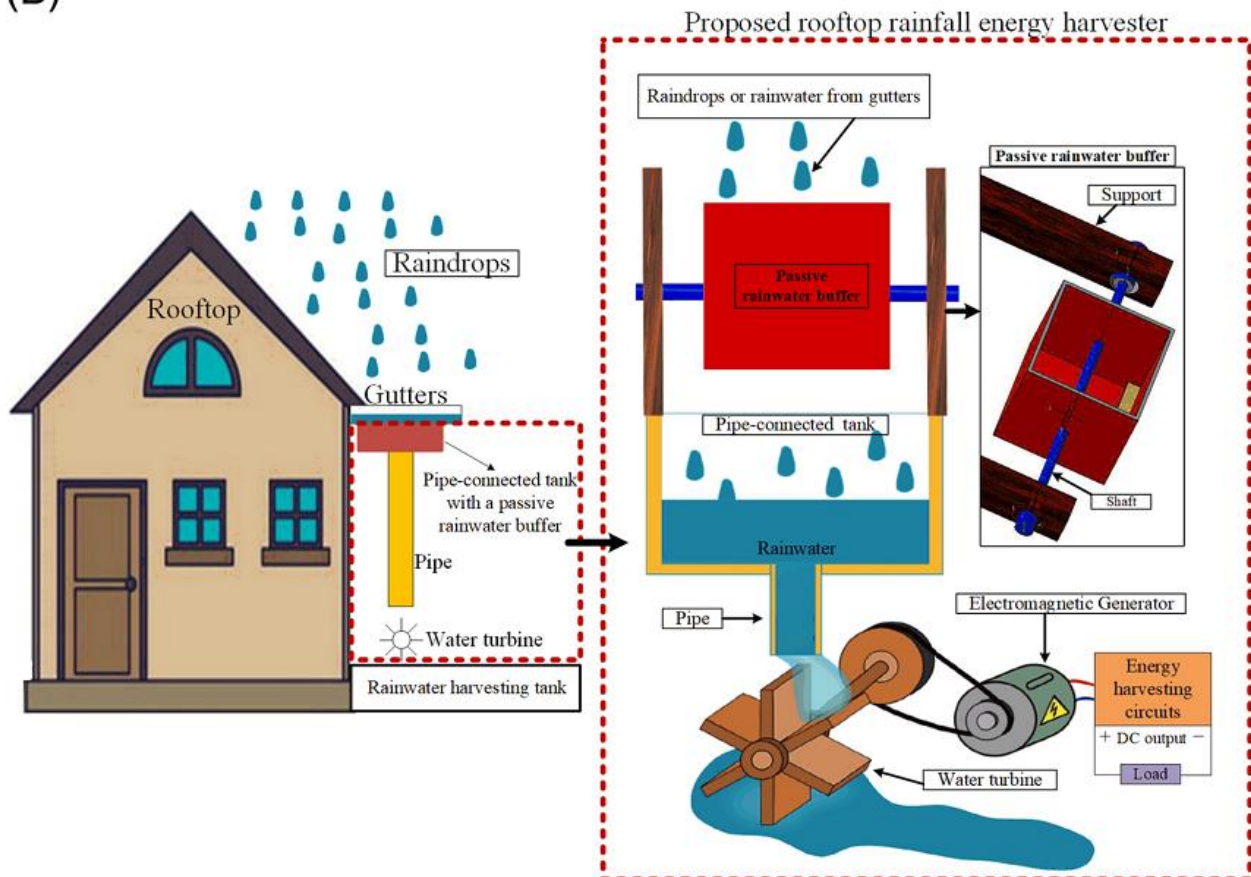 (B)
Proposed rooftop rainfall energy harvester
Raindrops or rainwater from gutters
Passive rainwater buffer
Support
Raindrops
Rooftop
Passive
rainwater buffer
Gutters
Pipe-connected tank
Shaft
Pipe-connected tank
with a passive
rainwater buffer
Rainwater
Pipe
Electromagnetic Generator
Pipe
Water turbine
Energy
harvesting
circuits
Rainwater harvesting tank
+ DC output −
Water turbine
Load